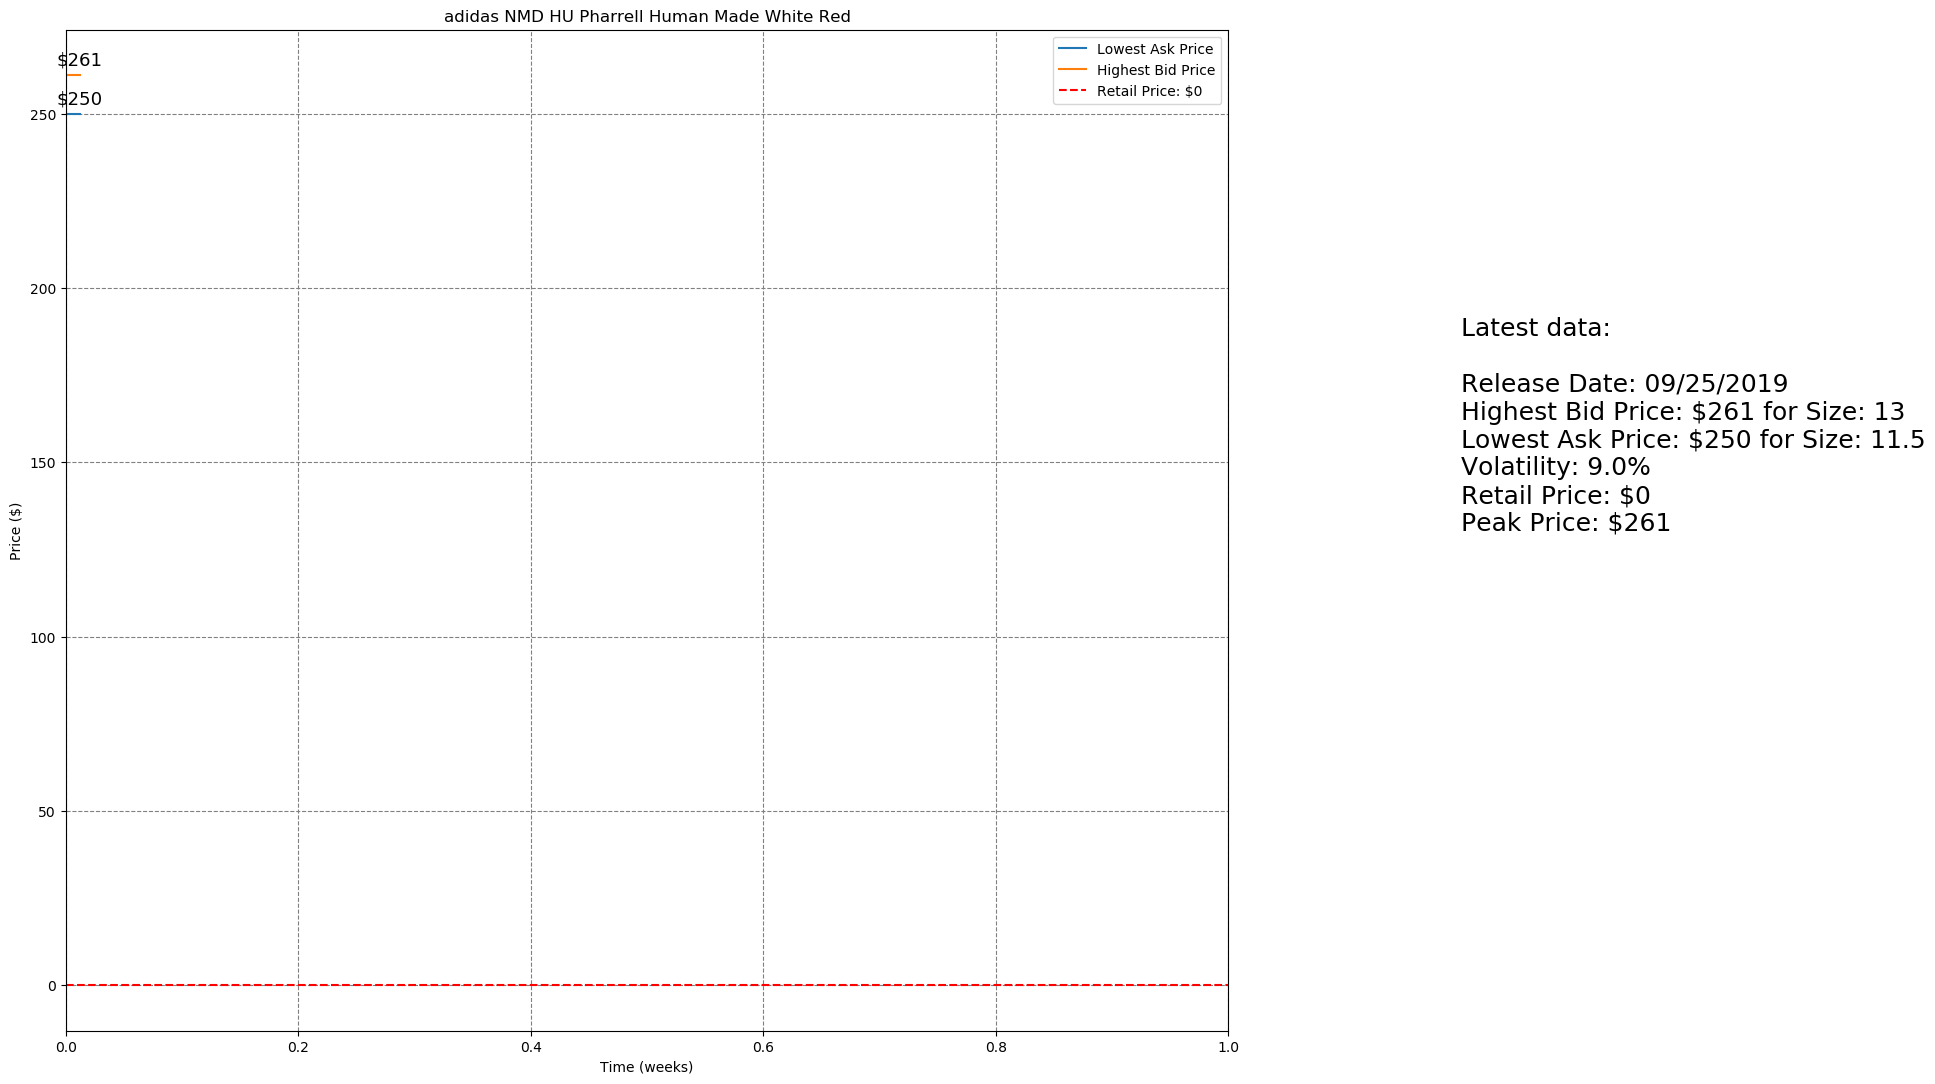 adidas NMD HU Pharrell Human Made White Red
$261
$250
Lowest Ask Price
Highest Bid Price
Retail Price: $0
250
200
150
100
50
0
Price ($)
0.0
0.2
0.4
0.6
0.8
1.0
Time (weeks)
Latest data:
Release Date: 09/25/2019
Highest Bid Price: $261 for Size: 13
Lowest Ask Price: $250 for Size: 11.5
Volatility: 9.0%
Retail Price: $0
Peak Price: $261